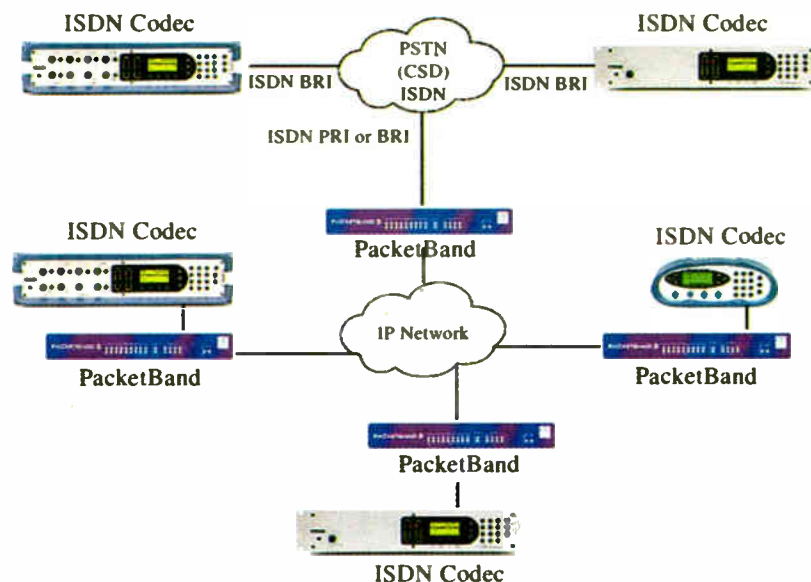 ISDN Codec
ISDN Codec
PSTN
(CSD)
ISDN
ISDN BRI
ISDN BRI
ISDN PRI or BRI
PacketBand
ISDN Codec
ISDN Codec
IP Network
PacketBand
PacketBand
PacketBand
ISDN Codec